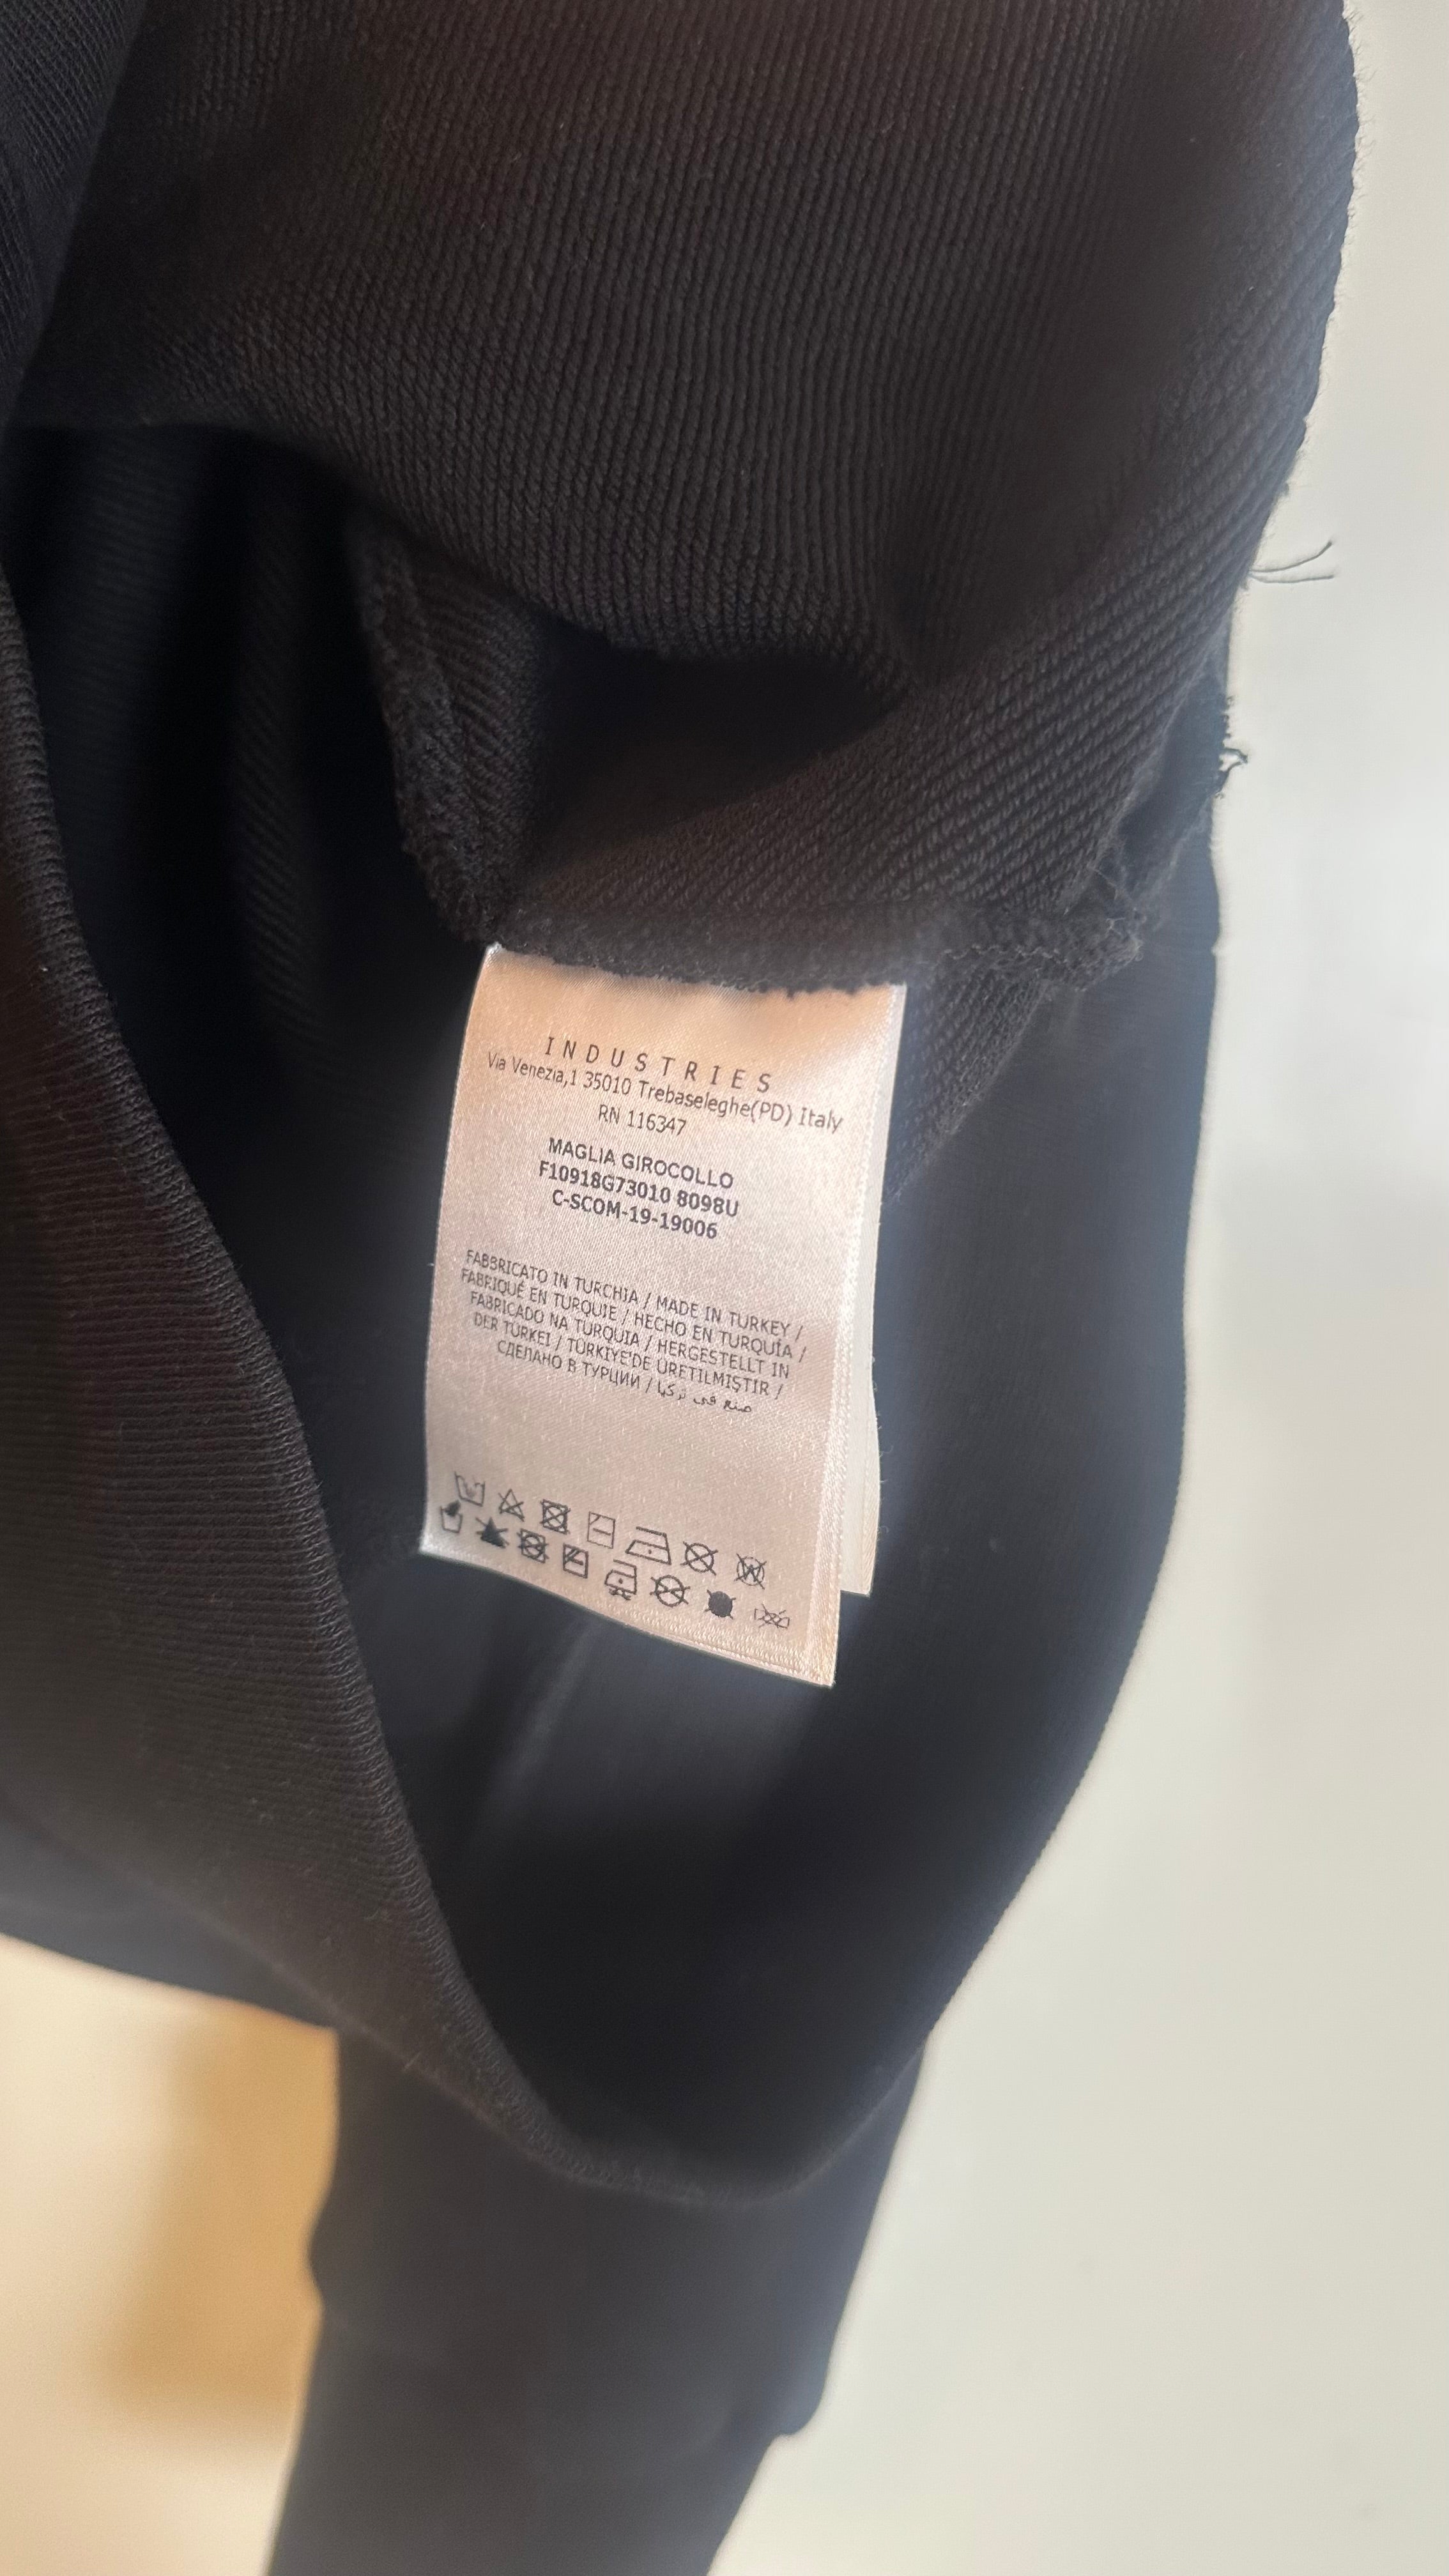 INDUSTRIES
Via Venezia,1 35010 Trebaseleghe(PD) Italy
RN 116347
MAGLIA GIROCOLLO
F10918G73010 8098U
C-SCOM-19-19006
FABBRICATO IN TURCHIA / MADE IN TURKEY /
FABRIQUÉ EN TURQUIE / HECHO EN TURQUÍA /
FABRICADO NA TURQUIA / HERGESTELLT IN
DER TÜRKEI / TÜRKIYE'DE ÜRETILMIŞTIR /
СДЕЛАНО В ТУРЦИИ / صنع في تركيا